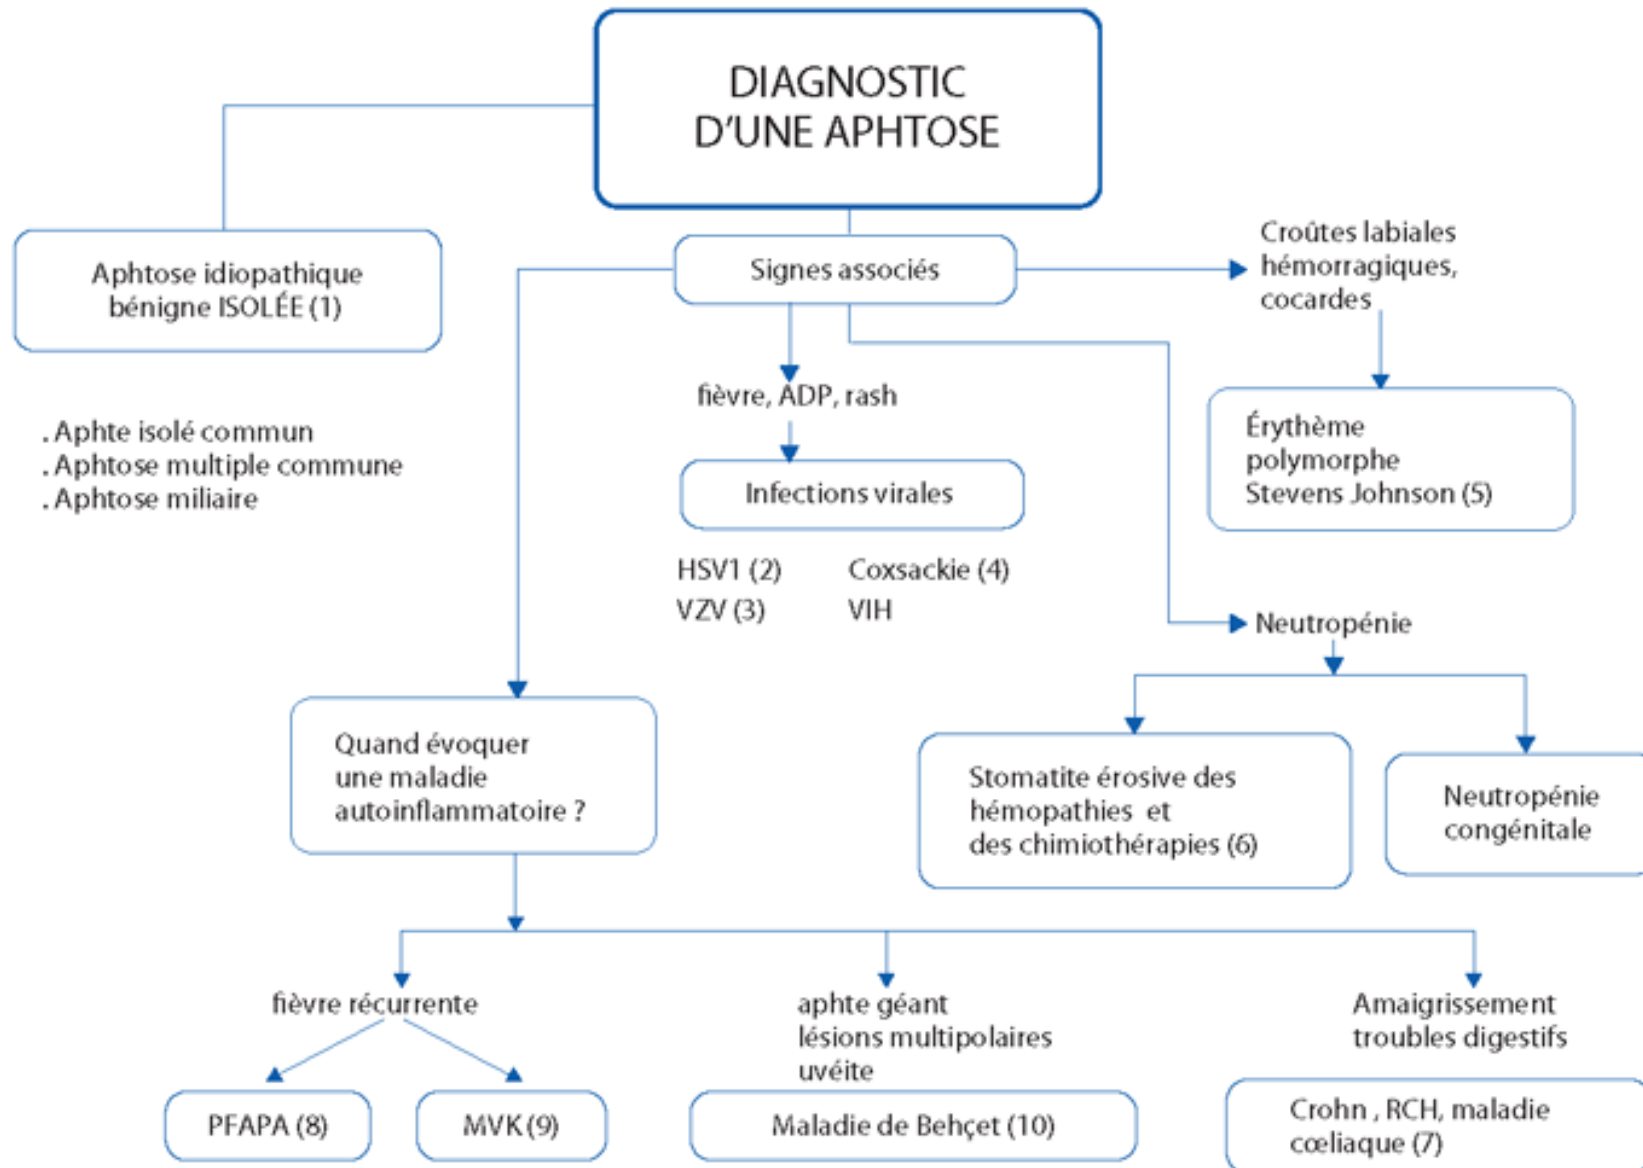 DIAGNOSTIC
D'UNE APHTOSE
Aphtose idiopathique
bénigne ISOLÉE (1)
. Aphte isolé commun
. Aphtose multiple commune
. Aphtose miliaire
Signes associés
Croûtes labiales
hémorragiques,
cocardes
Érythème
polymorphe
Stevens Johnson (5)
fièvre, ADP, rash
Infections virales
HSV1 (2) Coxsackie (4)
VZV (3) VIH
Neutropénie
Stomatite érosive des
hémopathies et
des chimiothérapies (6)
Neutropénie
congénitale
Quand évoquer
une maladie
autoinflammatoire ?
fièvre récurrente
PFAPA (8)
MVK (9)
aphte géant
lésions multipolaires
uvéite
Maladie de Behçet (10)
Amaigrissement
troubles digestifs
Crohn , RCH, maladie
cœliaque (7)